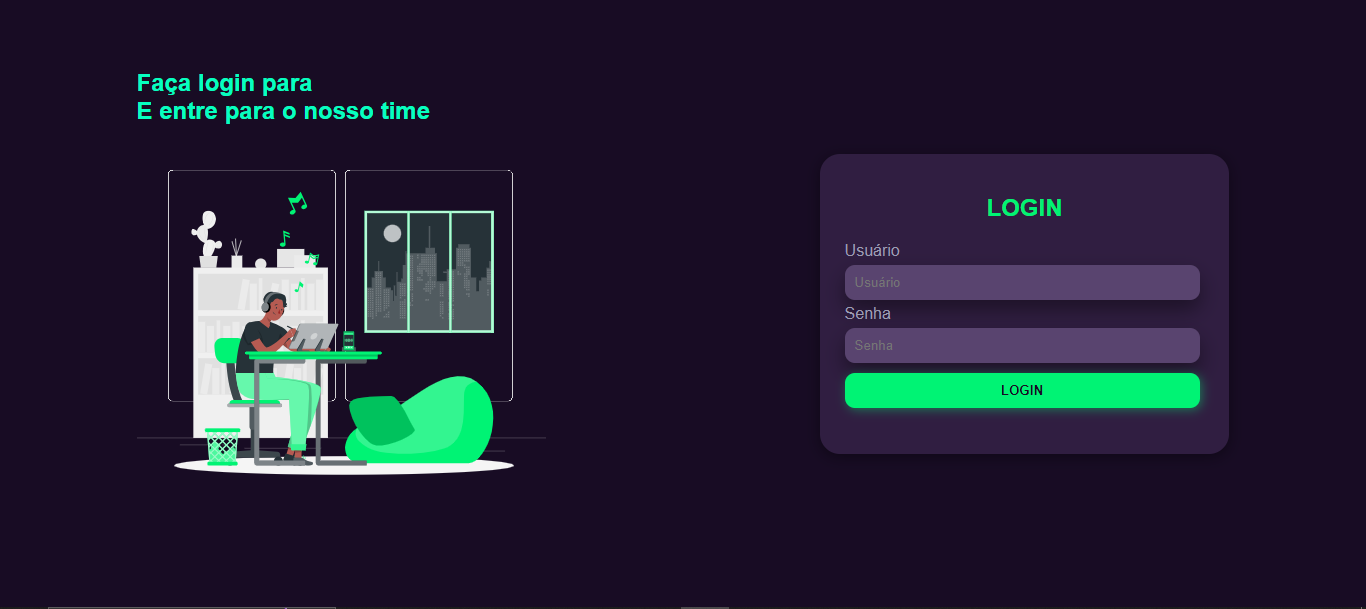 Faça login para
E entre para o nosso time
LOGIN
Usuário
Usuário
Senha
Senha
LOGIN